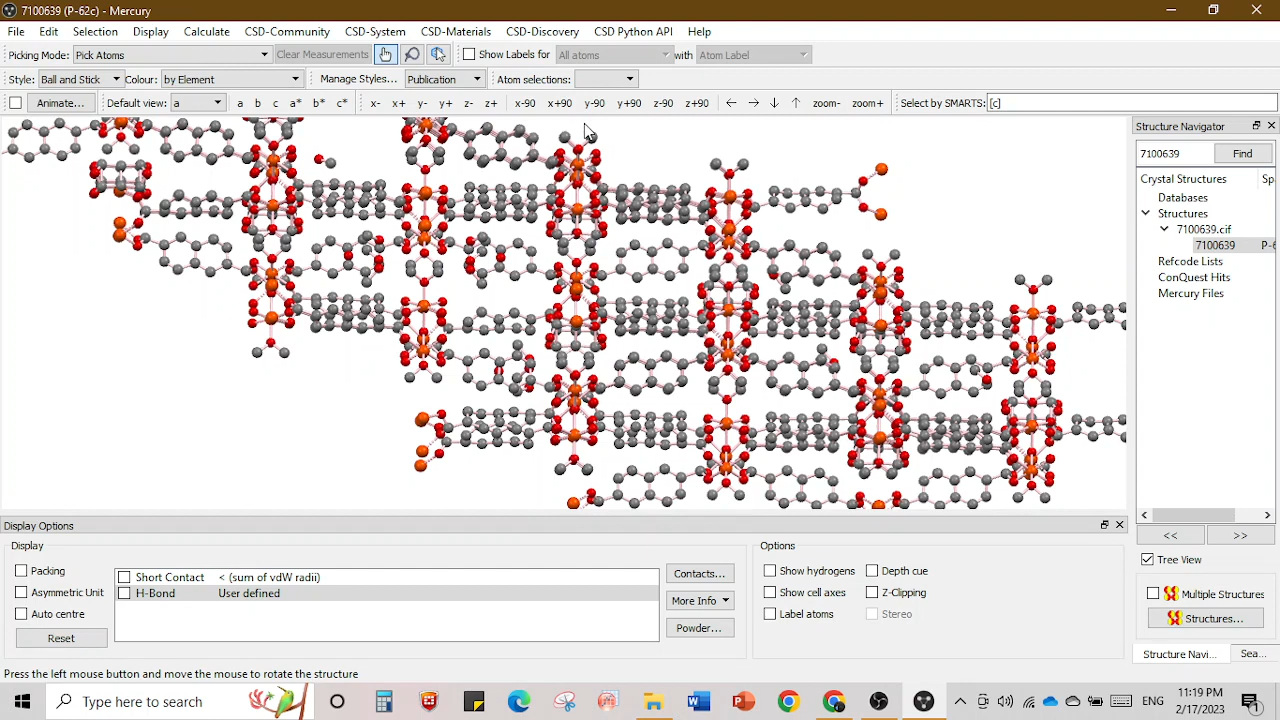 7100639 (P-62c) - Mercury
File Edit Selection Display Calculate CSD-Community CSD-System CSD-Materials CSD-Discovery CSD Python API Help
Picking Mode: Pick Atoms Clear Measurements Show Labels for All atoms with Atom Label
Style: Ball and Stick Colour: by Element Manage Styles... Publication Atom selections:
Animate... Default view: a a b c a* b* c* x- x+ y- y+ z- z+ x-90 x+90 y-90 y+90 z-90 z+90 zoom- zoom+ Select by SMARTS: [c]
Structure Navigator
7100639 Find
Crystal Structures Sp
Databases
Structures
7100639.cif
7100639 P-6
Refcode Lists
ConQuest Hits
Mercury Files
<< >>
Tree View
Multiple Structures
Structures...
Structure Navi... Sea...
Display Options
Display
Packing
Asymmetric Unit
Auto centre
Reset
Short Contact < (sum of vdW radii)
H-Bond User defined
Contacts...
More Info
Powder...
Options
Show hydrogens Depth cue
Show cell axes Z-Clipping
Label atoms Stereo
Press the left mouse button and move the mouse to rotate the structure
Type here to search
ENG
11:19 PM
2/17/2023
1